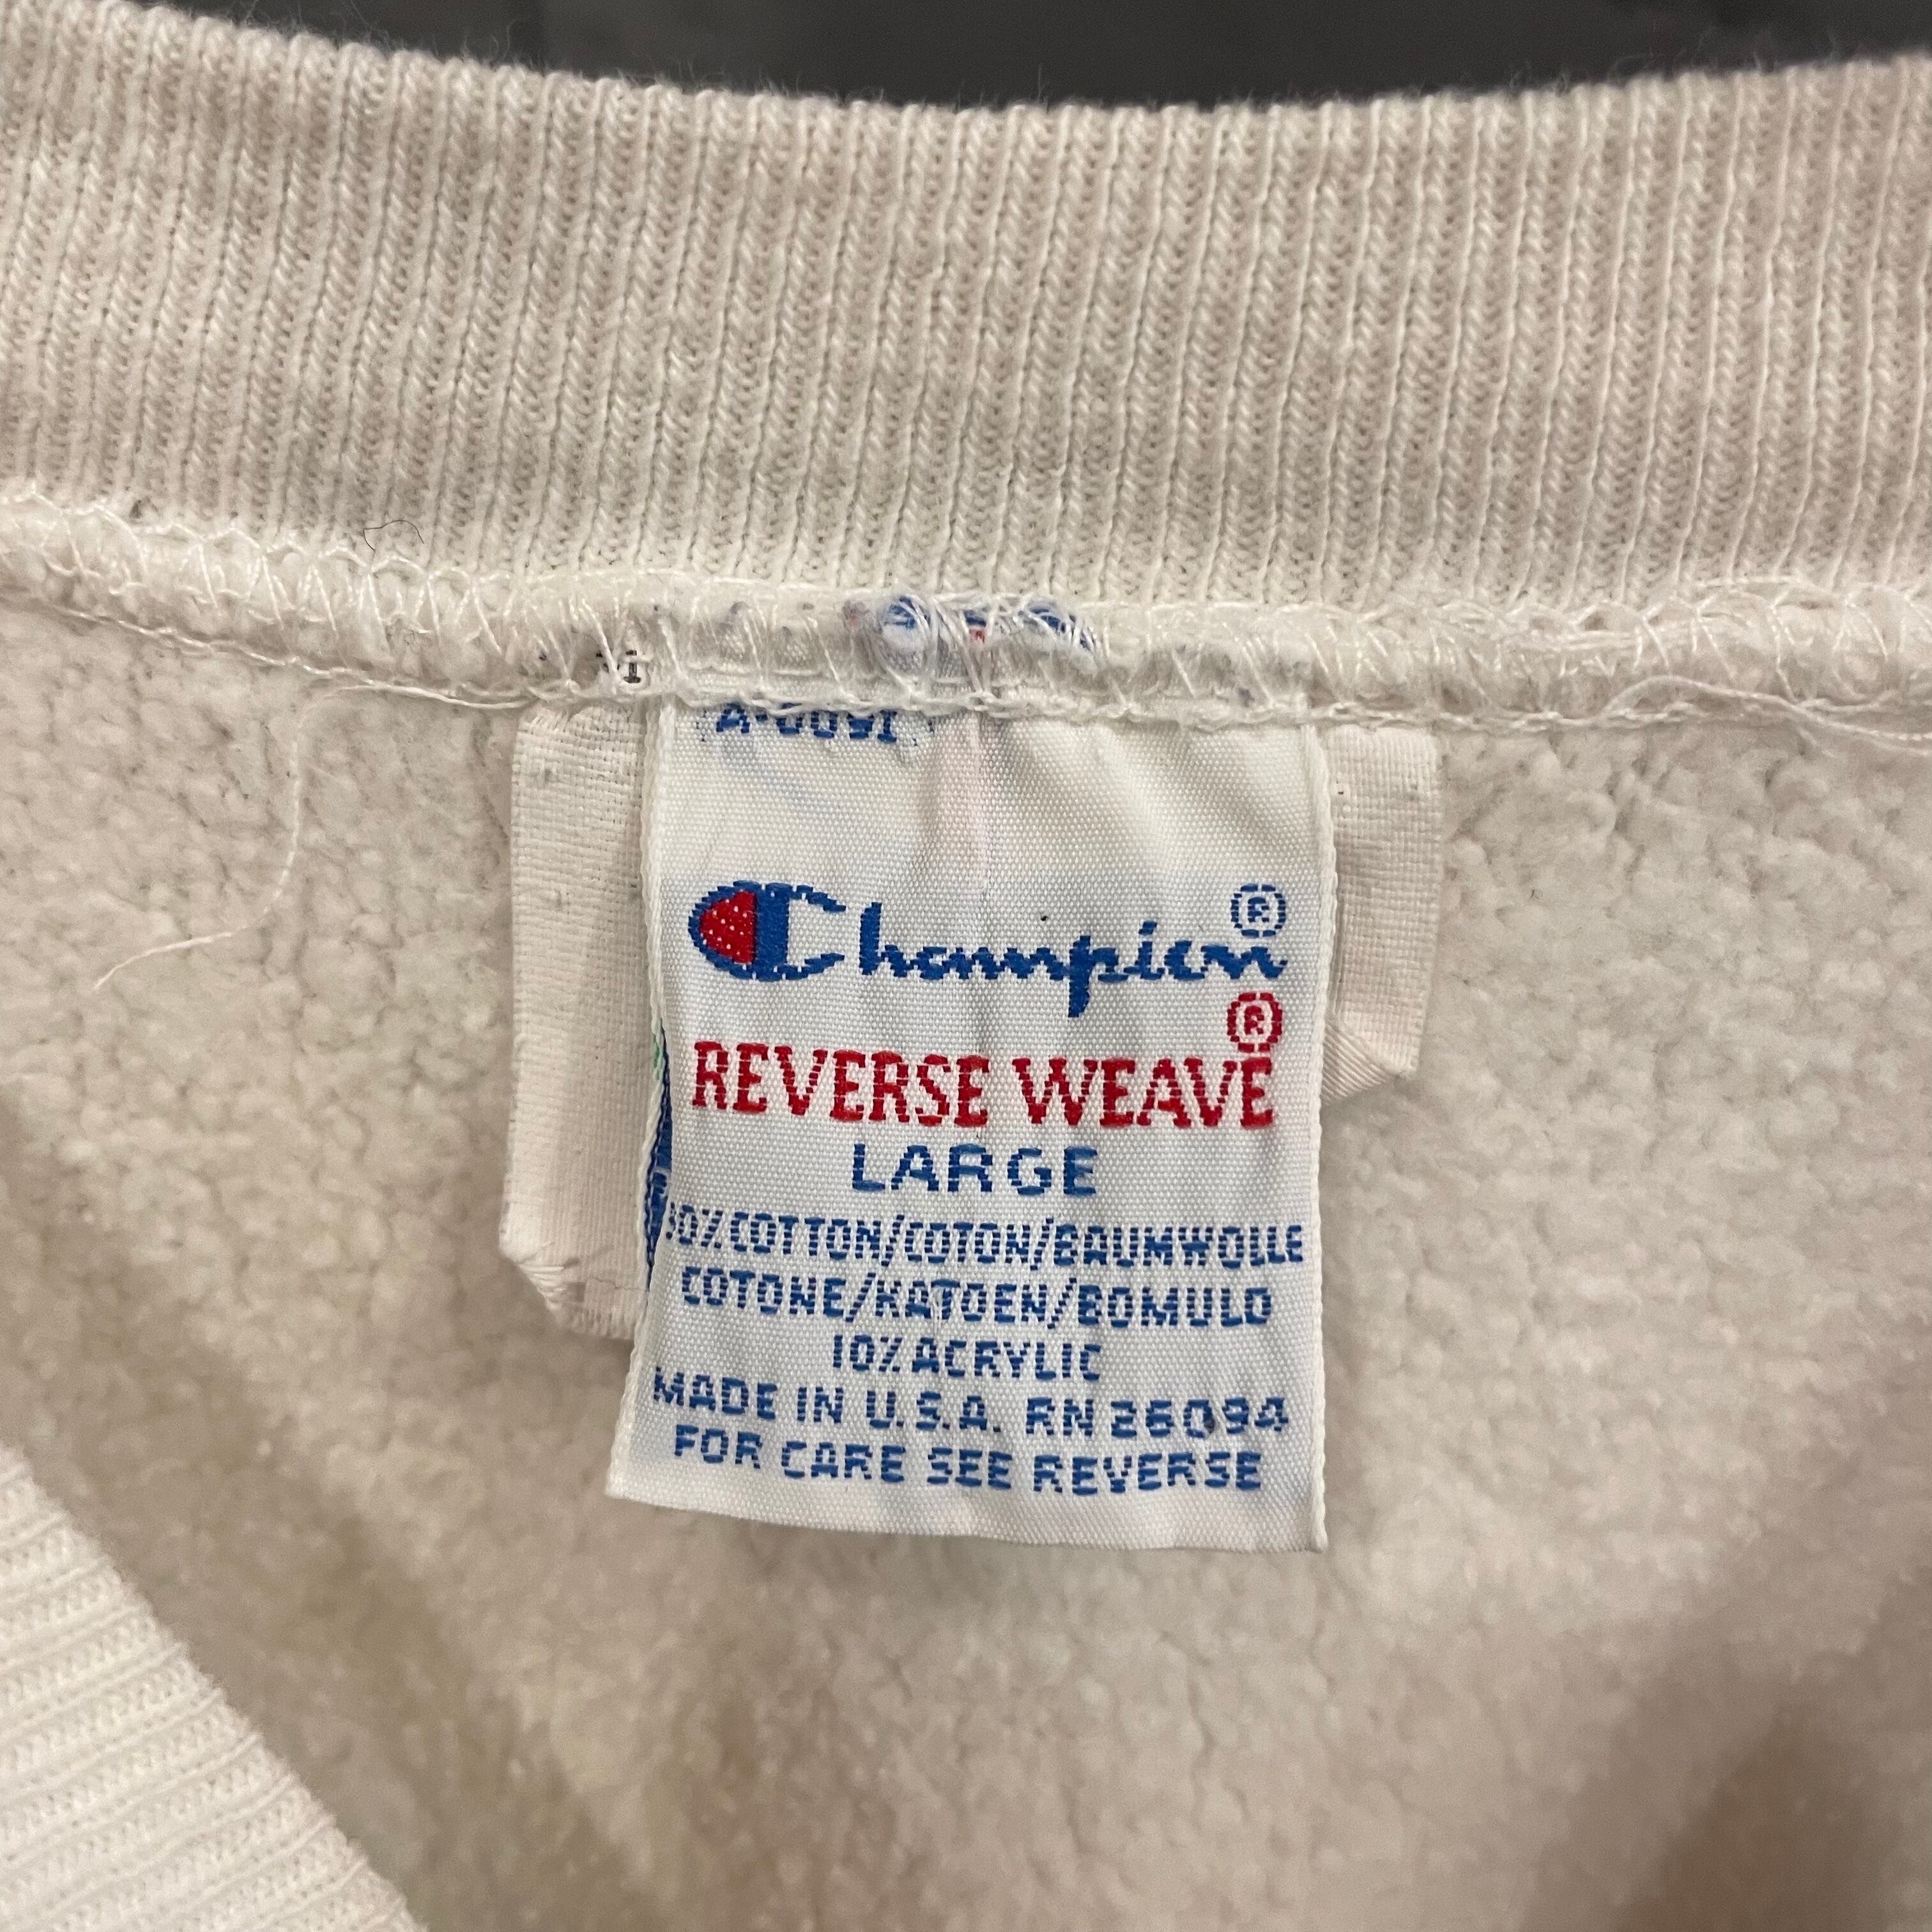 Champion®
REVERSE WEAVE®
LARGE
90% COTTON/COTON/BAUMWOLLE
COTONE/KATOEN/BOMULD
10% ACRYLIC
MADE IN U.S.A. RN 26094
FOR CARE SEE REVERSE